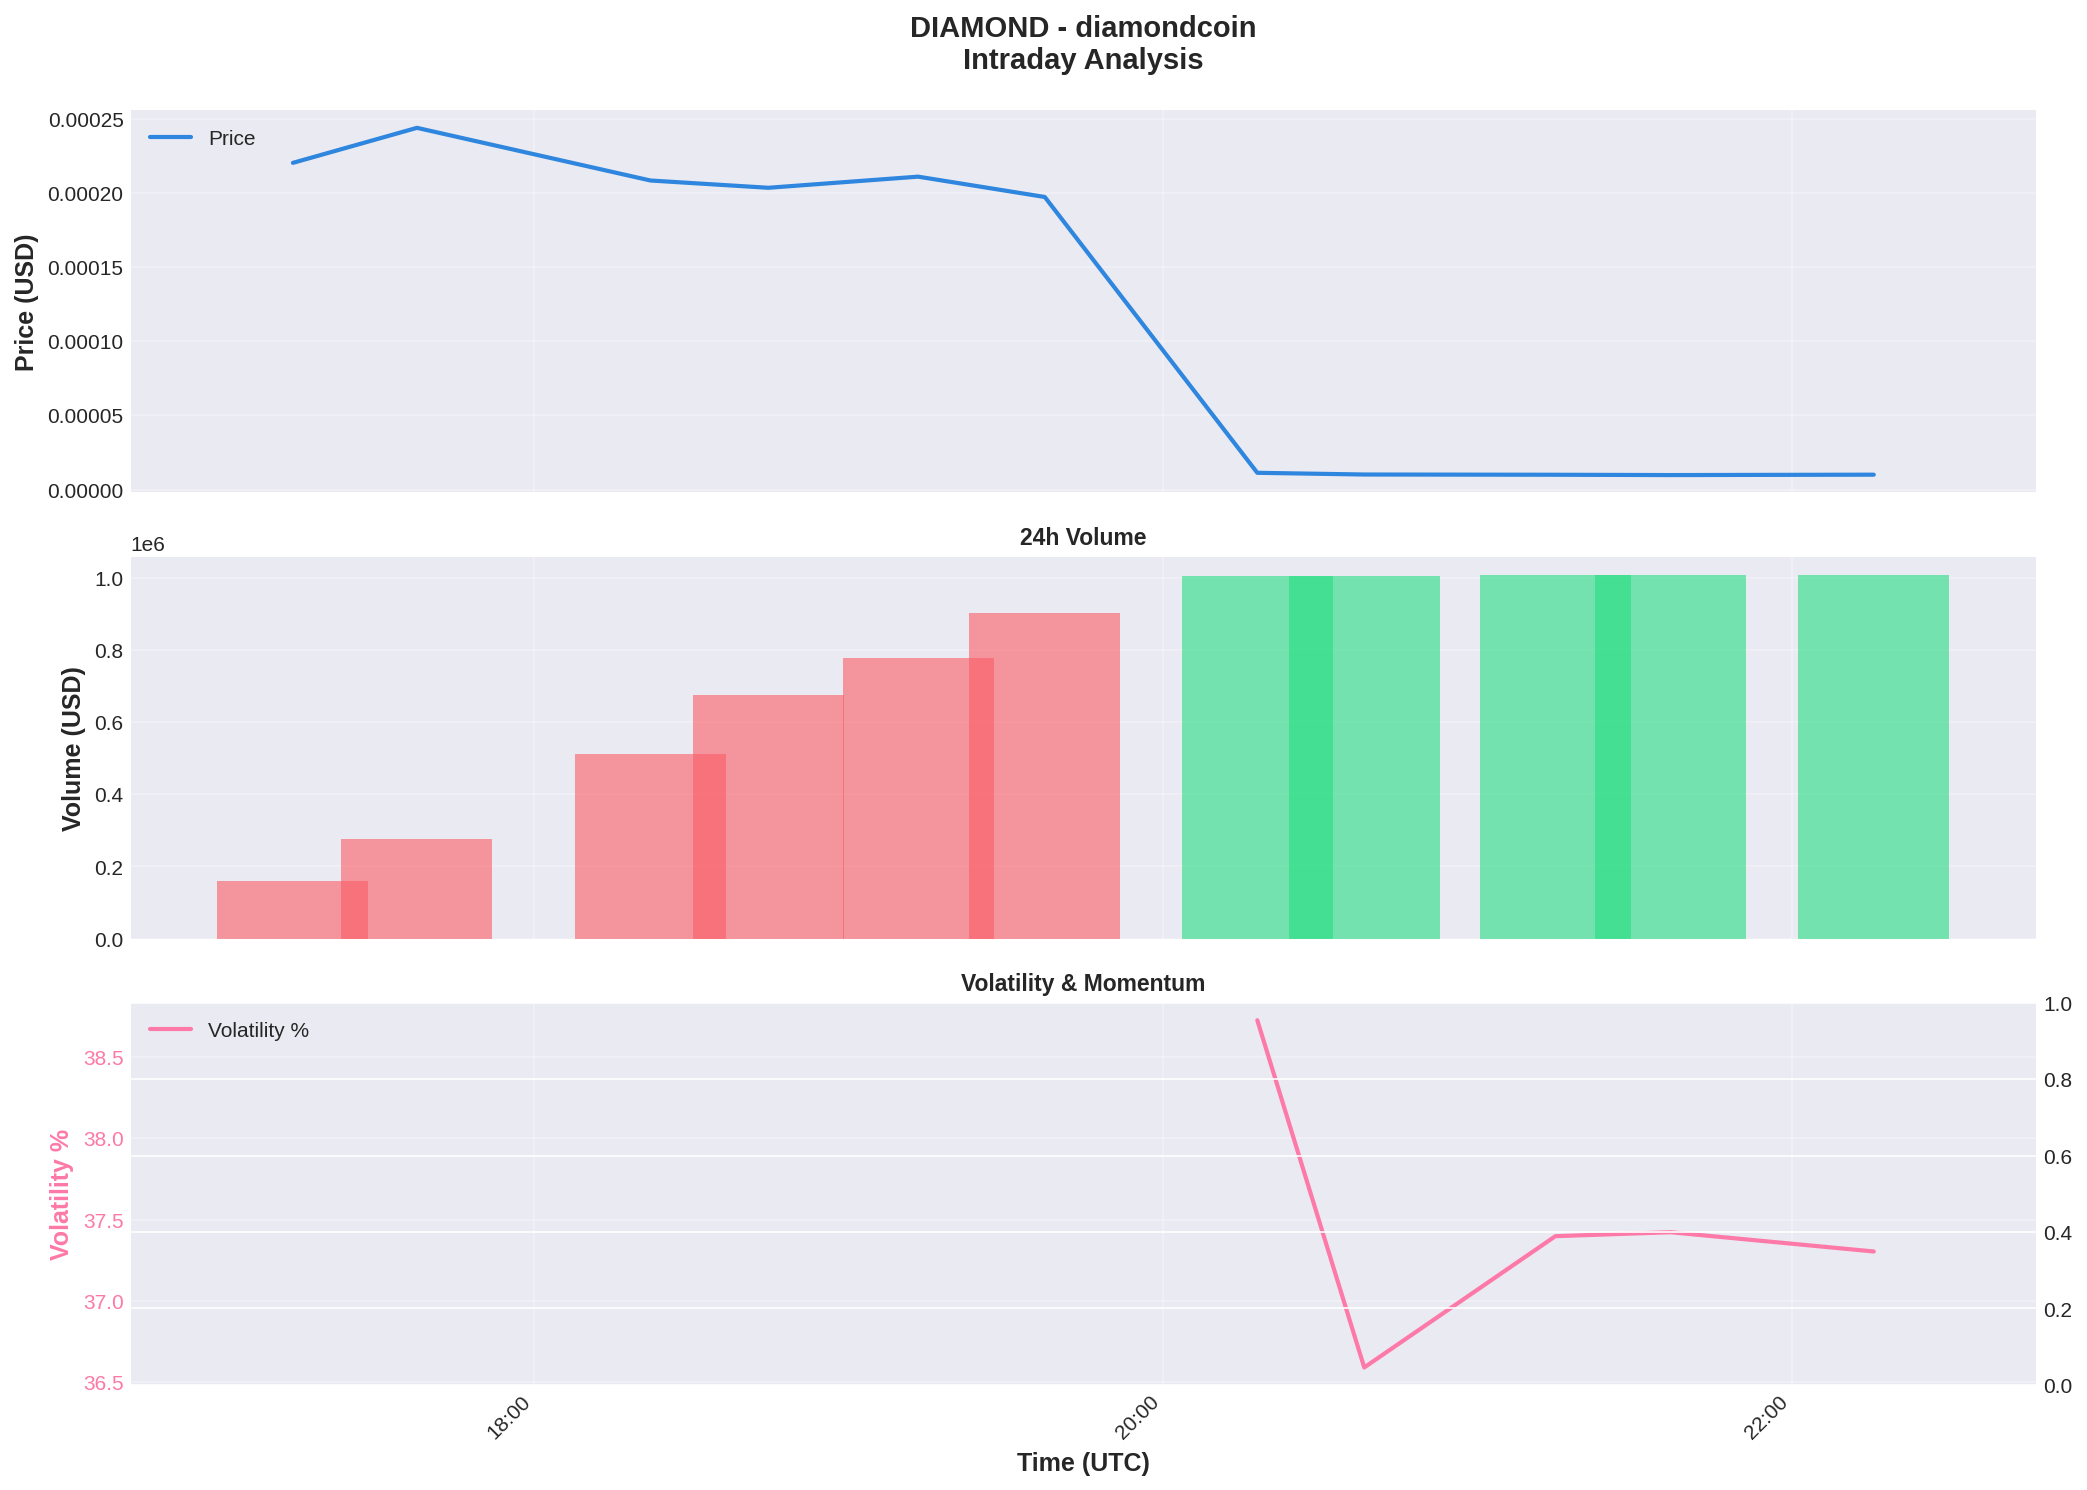 DIAMOND - diamondcoin
Intraday Analysis
Price
Price (USD)
0.00025
0.00020
0.00015
0.00010
0.00005
0.00000
24h Volume
1e6
Volume (USD)
1.0
0.8
0.6
0.4
0.2
0.0
Volatility & Momentum
Volatility %
Volatility %
38.5
38.0
37.5
37.0
36.5
1.0
0.8
0.6
0.4
0.2
0.0
18:00
20:00
22:00
Time (UTC)